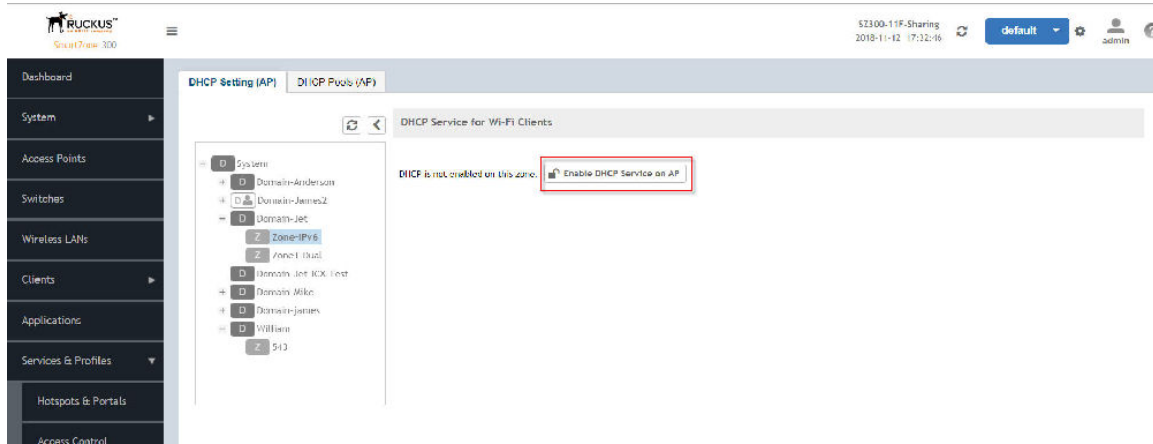 RUCKUS
SmartZone 300
SZ300-11F-Sharing
2018-11-12 17:32:46
default
admin
Dashboard
System
Access Points
Switches
Wireless LANs
Clients
Applications
Services & Profiles
Hotspots & Portals
Access Control
DHCP Setting (AP)
DHCP Pools (AP)
D System
D Domain-Anderson
D Domain-James2
D Domain-Jet
Z Zone-IPv6
Z Zone1-Dual
D Domain-Jet-ICX-Test
D Domain-Mike
D Domain-james
D William
Z 543
DHCP Service for Wi-Fi Clients
DHCP is not enabled on this zone. Enable DHCP Service on AP